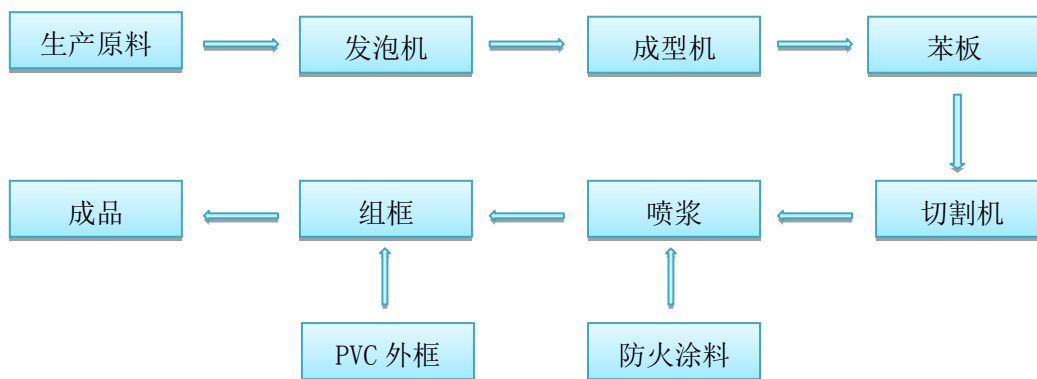 生产原料
发泡机
成型机
苯板
成品
组框
喷浆
切割机
PVC 外框
防火涂料